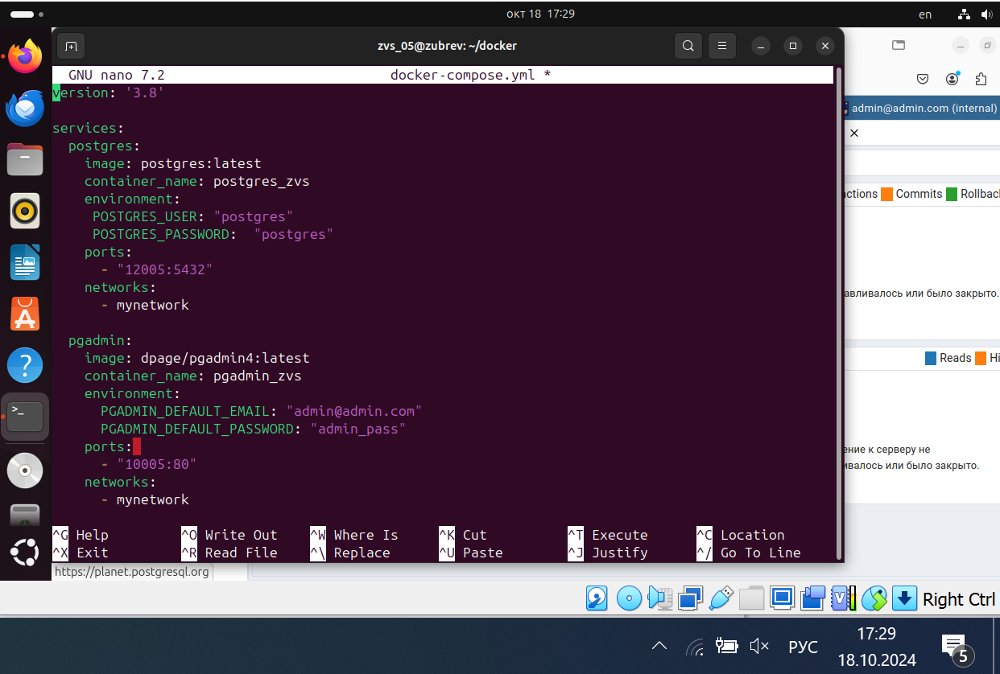 окт 18 17:29
en
zvs_05@zubrev: ~/docker
GNU nano 7.2 docker-compose.yml *
version: '3.8'
services:
postgres:
image: postgres:latest
container_name: postgres_zvs
environment:
POSTGRES_USER: "postgres"
POSTGRES_PASSWORD: "postgres"
ports:
- "12005:5432"
networks:
- mynetwork
pgadmin:
image: dpage/pgadmin4:latest
container_name: pgadmin_zvs
environment:
PGADMIN_DEFAULT_EMAIL: "admin@admin.com"
PGADMIN_DEFAULT_PASSWORD: "admin_pass"
ports:
- "10005:80"
networks:
- mynetwork
^G Help ^O Write Out ^W Where Is ^K Cut ^T Execute ^C Location
^X Exit ^R Read File ^\ Replace ^U Paste ^J Justify ^/ Go To Line
admin@admin.com (internal)
ctions Commits Rollbac
авливалось или было закрыто.
Reads Hi
ение к серверу не
ивалось или было закрыто.
https://planet.postgresql.org
Right Ctrl
РУС
17:29
18.10.2024
5